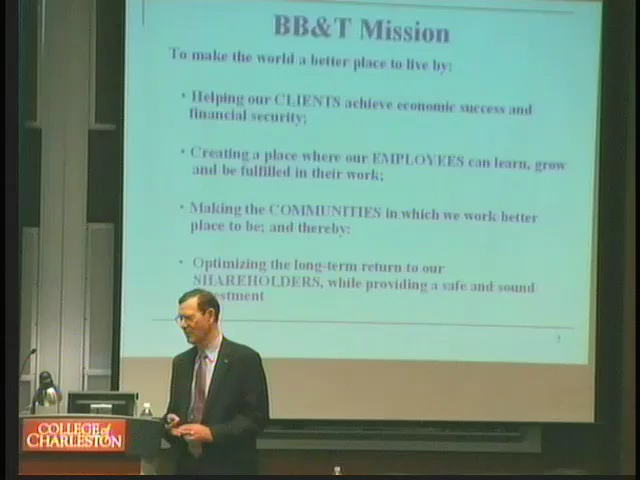 BB&T Mission
To make the world a better place to live by:
• Helping our CLIENTS achieve economic success and
financial security;
• Creating a place where our EMPLOYEES can learn, grow
and be fulfilled in their work;
• Making the COMMUNITIES in which we work better
place to be; and thereby:
• Optimizing the long-term return to our
SHAREHOLDERS, while providing a safe and sound
estment
COLLEGE of
CHARLESTON